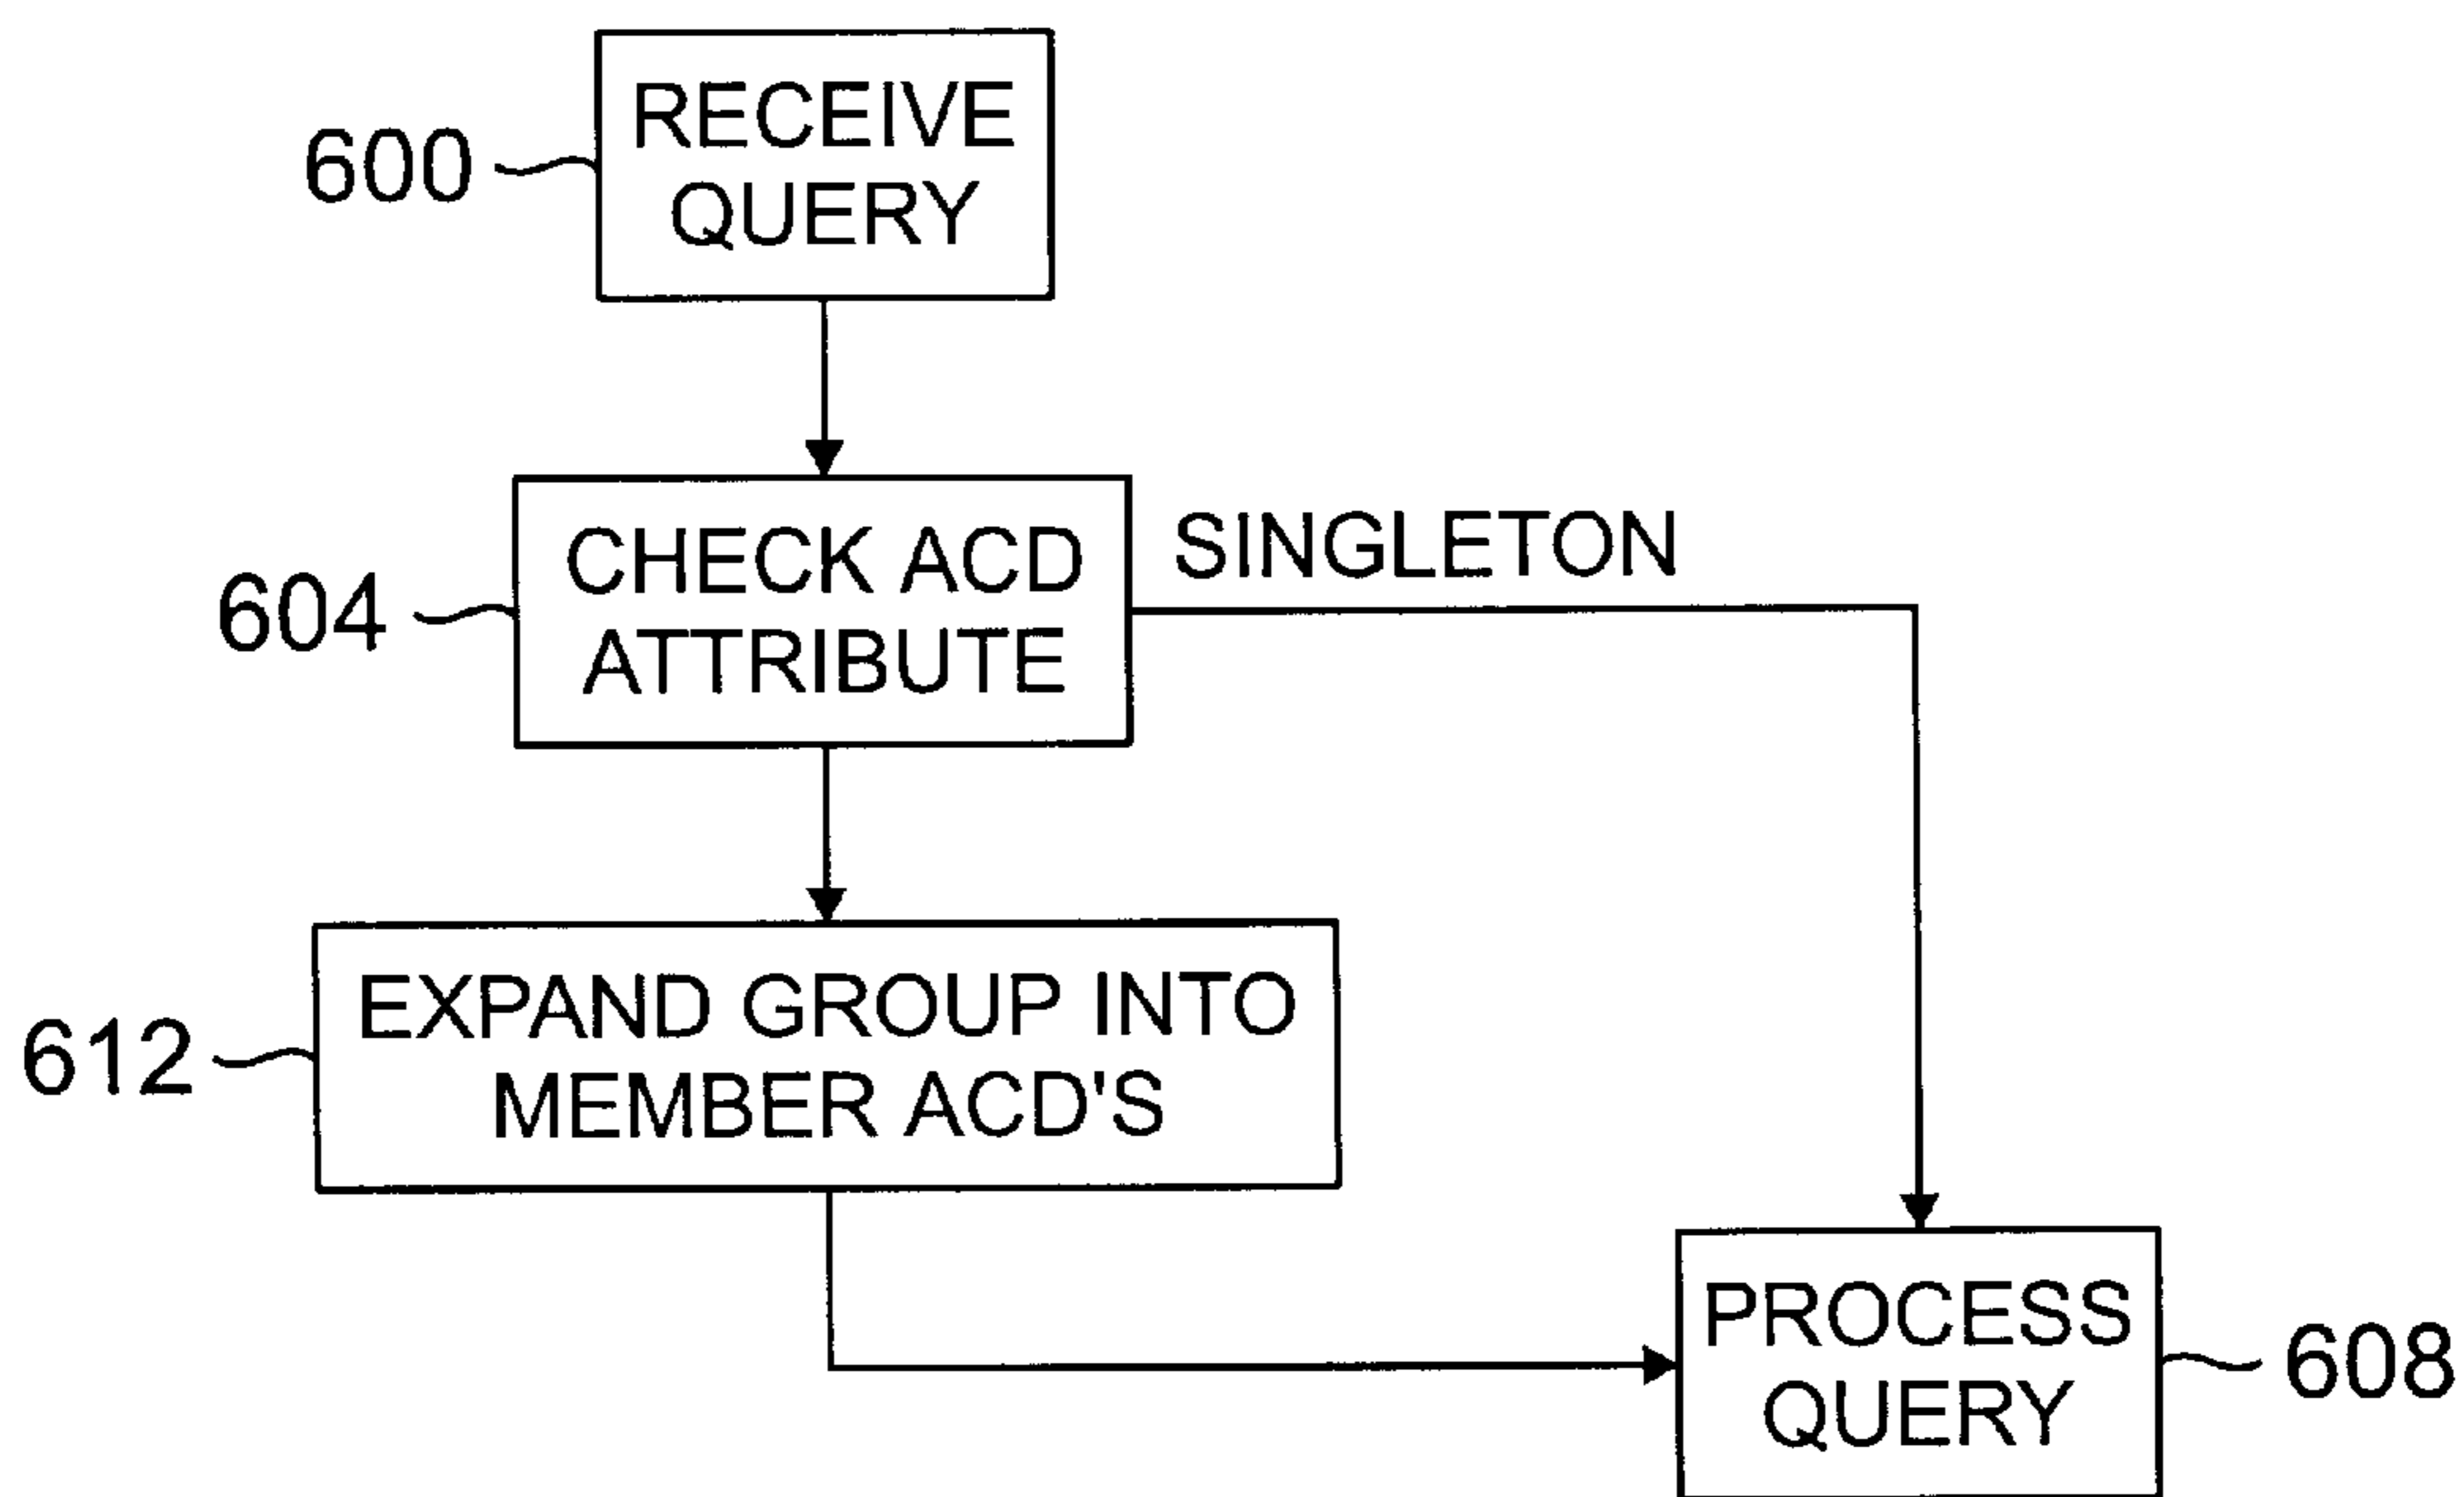 600
RECEIVE
QUERY
604
CHECK ACD
ATTRIBUTE
SINGLETON
612
EXPAND GROUP INTO
MEMBER ACD'S
PROCESS
QUERY
608